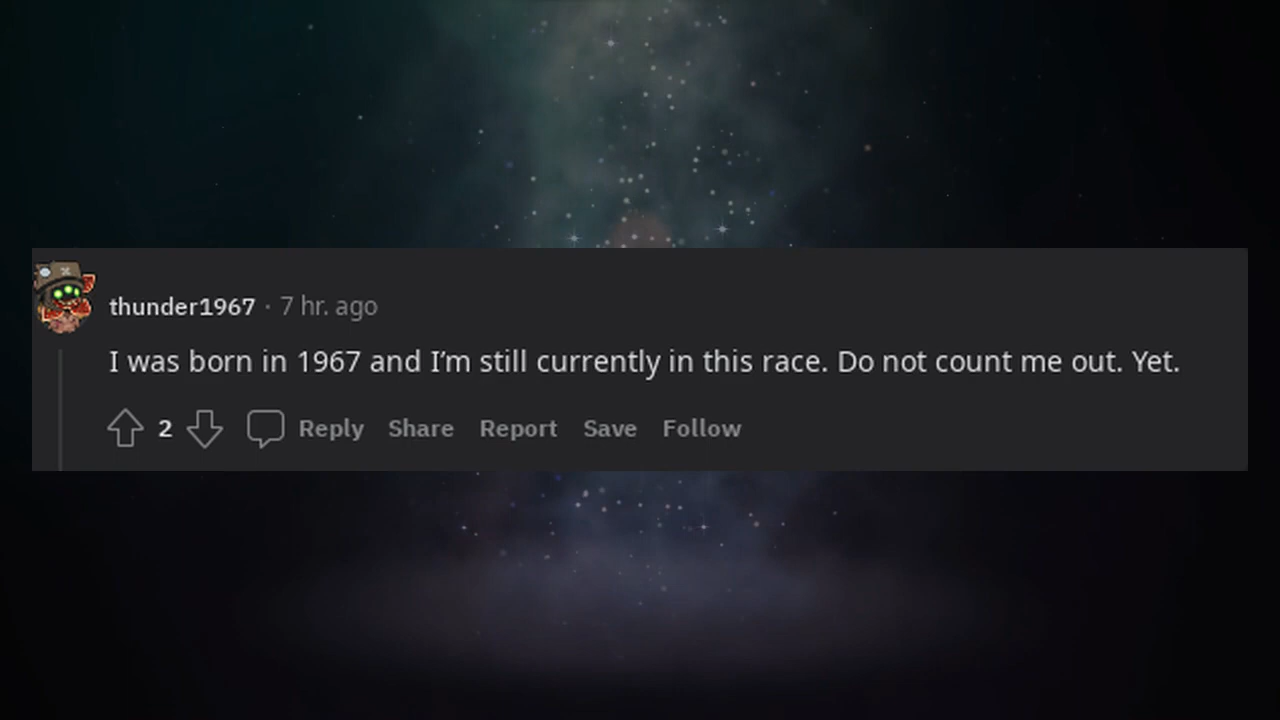 thunder1967 · 7 hr. ago
I was born in 1967 and I’m still currently in this race. Do not count me out. Yet.
2 Reply Share Report Save Follow